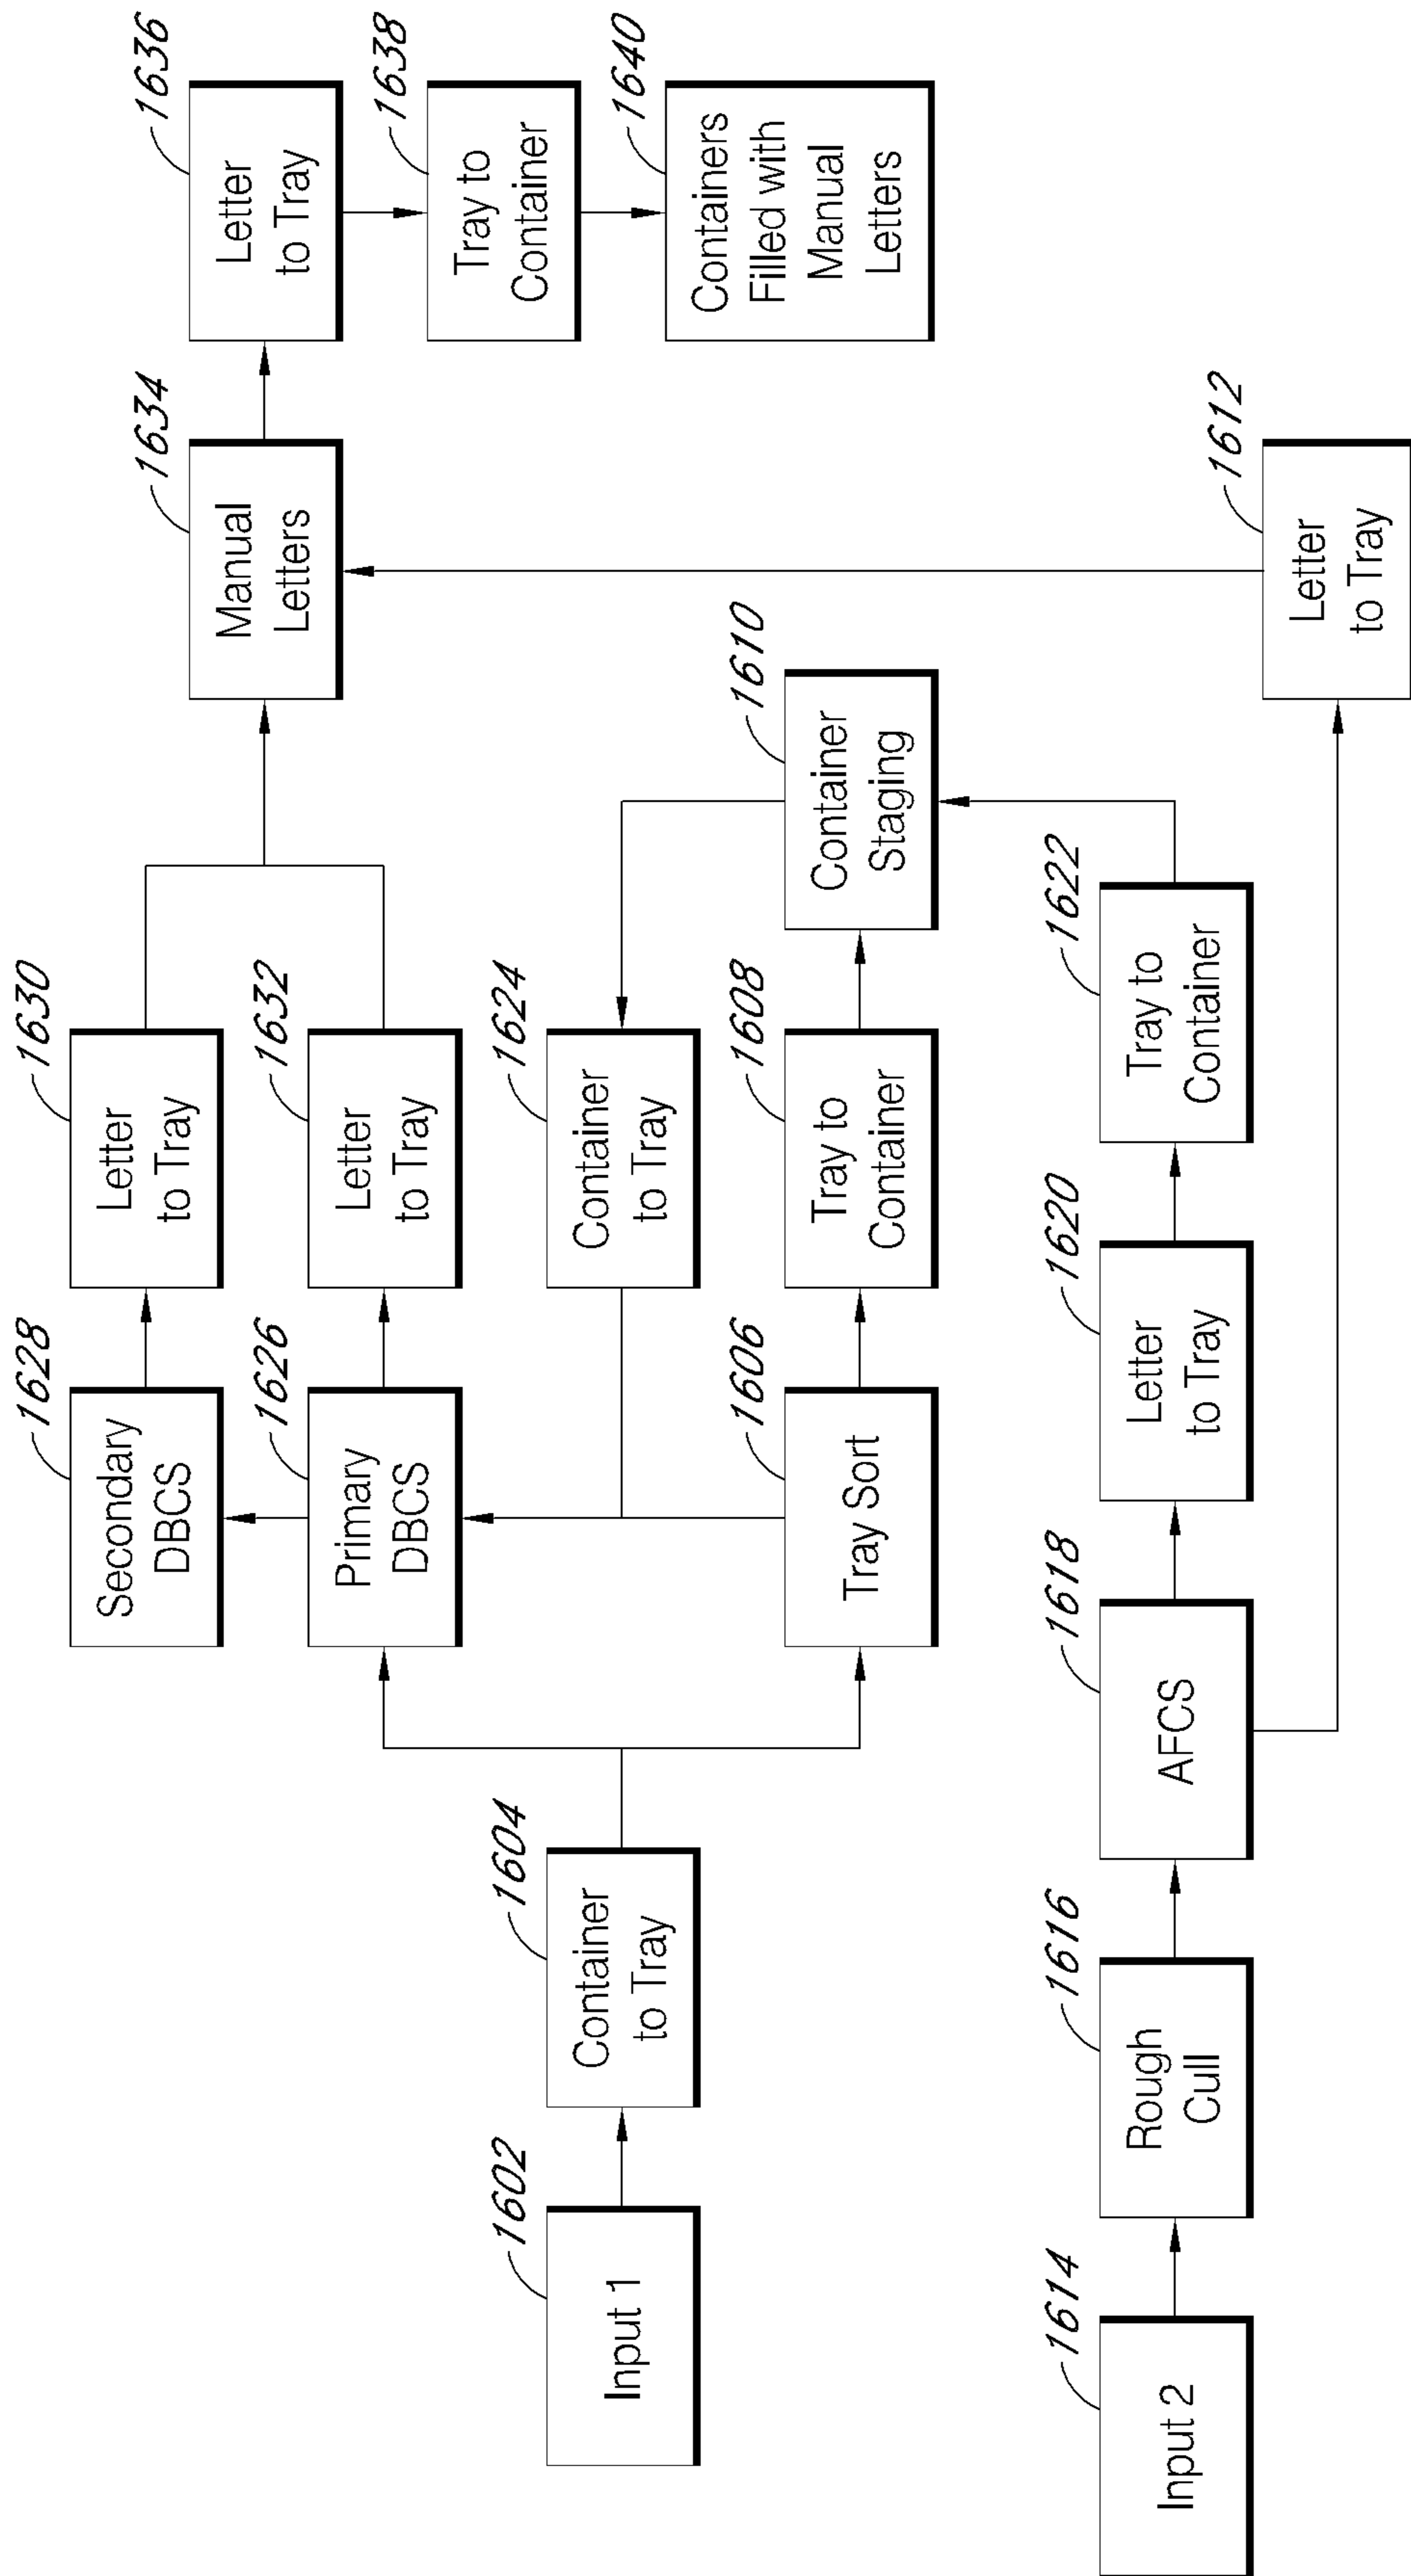 1628
Secondary
DBCS
1630
Letter
to Tray
1626
Primary
DBCS
1632
Letter
to Tray
1634
Manual
Letters
1636
Letter
to Tray
1638
Tray to
Container
1640
Containers
Filled with
Manual
Letters
1602
Input 1
1604
Container
to Tray
1624
Container
to Tray
1606
Tray Sort
1608
Tray to
Container
1610
Container
Staging
1614
Input 2
1616
Rough
Cull
1618
AFCS
1620
Letter
to Tray
1622
Tray to
Container
1612
Letter
to Tray